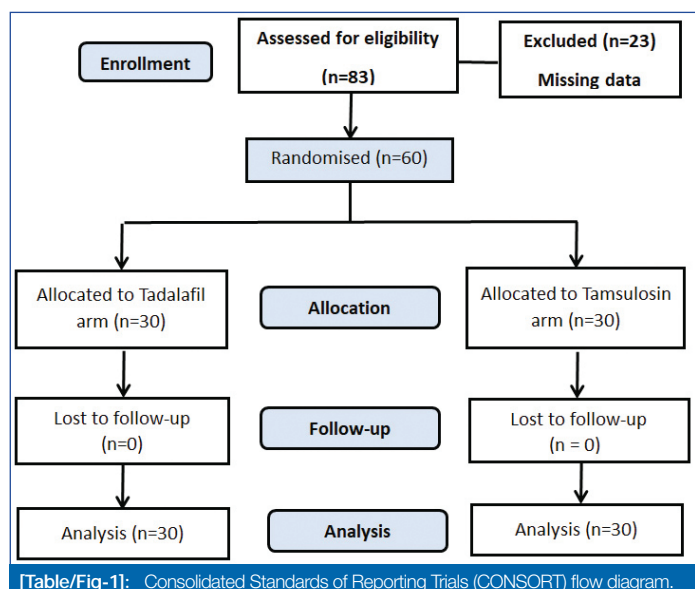 Enrollment
Assessed for eligibility
(n=83)
Excluded (n=23)
Missing data
Randomised (n=60)
Allocated to Tadalafil
arm (n=30)
Allocation
Allocated to Tamsulosin
arm (n=30)
Lost to follow-up
(n=0)
Follow-up
Lost to follow-up
(n = 0)
Analysis (n=30)
Analysis
Analysis (n=30)
[Table/Fig-1]: Consolidated Standards of Reporting Trials (CONSORT) flow diagram.